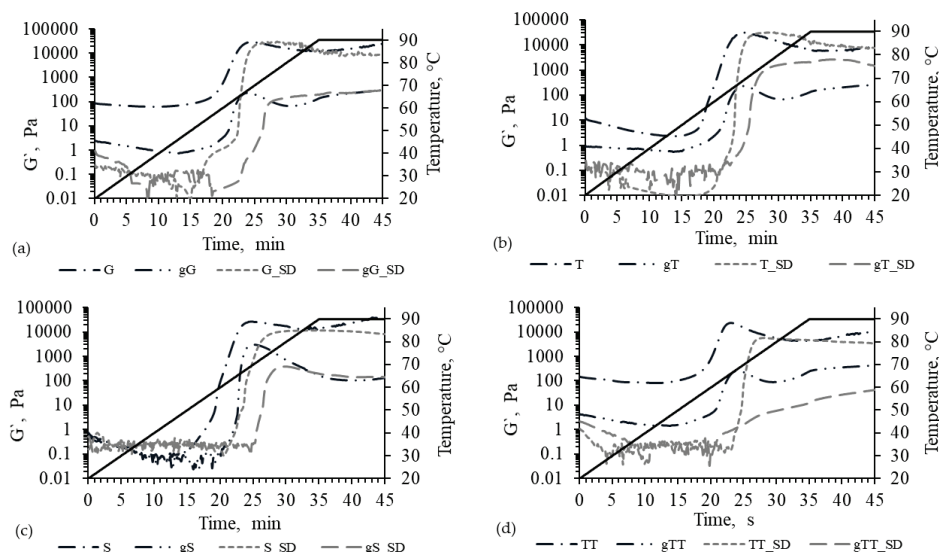 (a)
G`, Pa
100000
10000
1000
100
10
1
0.1
0.01
90
80
70
60
50
40
30
20
Temperature, °C
0 5 10 15 20 25 30 35 40 45
Time, min
G gG G_SD gG_SD
(b)
G`, Pa
100000
10000
1000
100
10
1
0.1
0.01
90
80
70
60
50
40
30
20
Temperature, °C
0 5 10 15 20 25 30 35 40 45
Time, min
T gT T_SD gT_SD
(c)
G`, Pa
100000
10000
1000
100
10
1
0.1
0.01
90
80
70
60
50
40
30
20
Temperature, °C
0 5 10 15 20 25 30 35 40 45
Time, min
S gS S_SD gS_SD
(d)
G`, Pa
100000
10000
1000
100
10
1
0.1
0.01
90
80
70
60
50
40
30
20
Temperature, °C
0 5 10 15 20 25 30 35 40 45
Time, s
TT gTT TT_SD gTT_SD